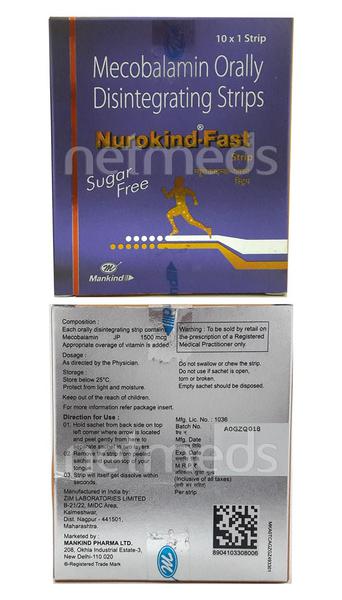 10 x 1 Strip
Mecobalamin Orally
Disintegrating Strips
Nurokind®-Fast
Strip
netmeds
Sugar
Free
Mankind
Composition :
Each orally disintegrating strip contains
Mecobalamin JP 1500 mcg
Appropriate overage of vitamin is added.
Dosage :
As directed by the Physician.
Storage:
Store below 25°C.
Protect from light and moisture.
Keep out of the reach of children.
For more information refer package insert.
Warning : To be sold by retail on
the prescription of a Registered
Medical Practitioner only.
Do not swallow or chew the strip.
Do not use if sachet is open,
torn or broken.
Empty sachet should be disposed.
Direction for Use :
01. Hold sachet from back side on top
left corner where arrow is located
and peel gently from here to
separate two layers.
02. Remove the strip from
sachet and put on top of your
tongue.
03. Strip will itself get dissolve within
seconds.
Mfg. Lic. No. : 1036
Batch No.
A0GZQ018
Mfg. Date
Exp. Date
M.R.P. ₹
(Inclusive of all taxes)
Per strip
netmeds
Manufactured in India by:
ZIM LABORATORIES LIMITED
B-21/22, MIDC Area,
Kalmeshwar,
Dist. Nagpur - 441501,
Maharashtra.
Marketed by
MANKIND PHARMA LTD.
208, Okhla Industrial Estate-3,
New Delhi-110 020
®-Registered Trade Mark
8904103308006